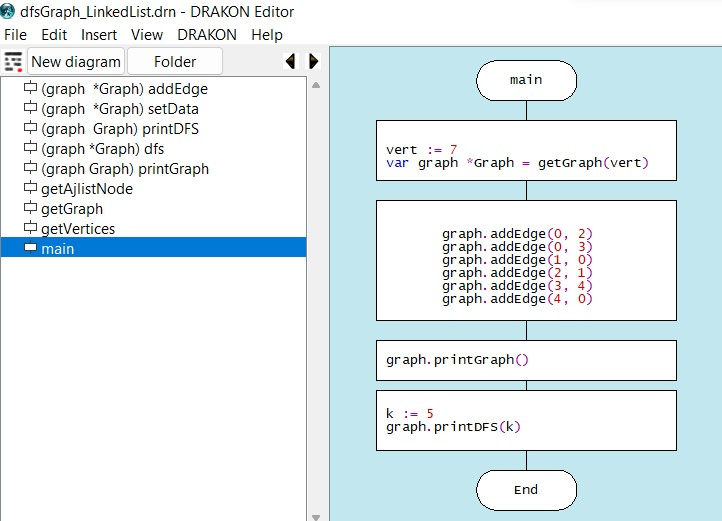 dfsGraph_LinkedList.drn - DRAKON Editor
File Edit Insert View DRAKON Help
New diagram Folder
(graph  *Graph) addEdge
(graph  *Graph) setData
(graph  Graph) printDFS
(graph *Graph) dfs
(graph Graph) printGraph
getAjlistNode
getGraph
getVertices
main
main
vert := 7
var graph *Graph = getGraph(vert)
graph.addEdge(0, 2)
graph.addEdge(0, 3)
graph.addEdge(1, 0)
graph.addEdge(2, 1)
graph.addEdge(3, 4)
graph.addEdge(4, 0)
graph.printGraph()
k := 5
graph.printDFS(k)
End